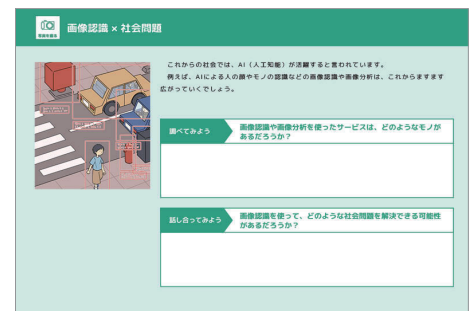 画像認識 × 社会問題
これからの社会では、AI（人工知能）が活躍すると言われています。
例えば、AIによる人の顔やモノの認識などの画像認識や画像分析は、これからますます
広がっていくでしょう。
調べてみよう
画像認識や画像分析を使ったサービスは、どのようなモノが
あるだろうか？
話し合ってみよう
画像認識を使って、どのような社会問題を解決できる可能性
があるだろうか？